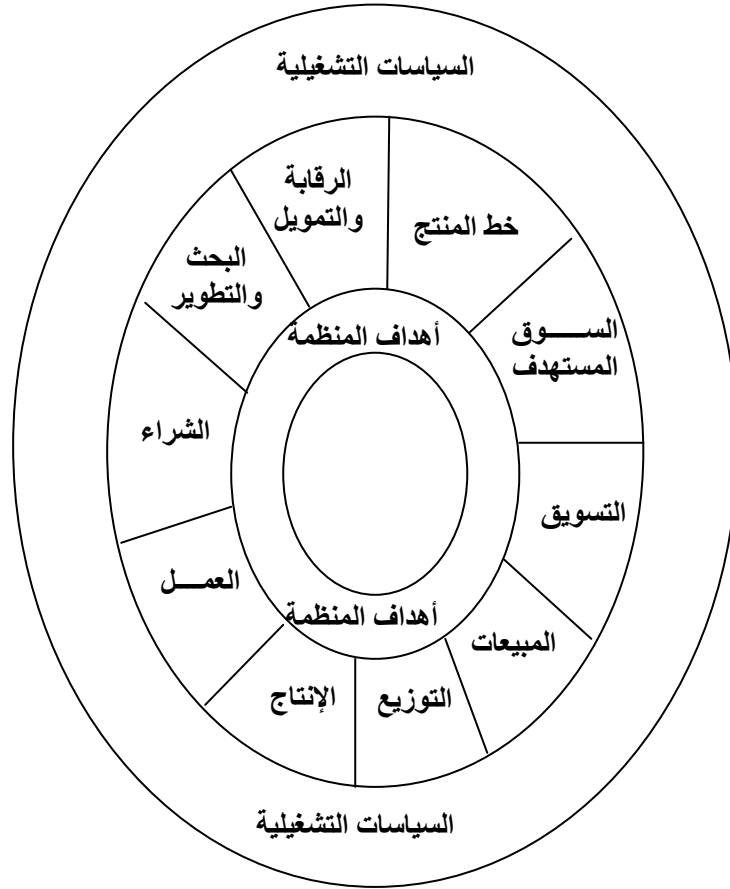 السياسات التشغيلية
الرقابة
والتمويل
خط المنتج
البحث
والتطوير
الســـــوق
المستهدف
أهداف المنظمة
الشراء
التسويق
العمـــل
المبيعات
أهداف المنظمة
التوزيع
الإنتاج
السياسات التشغيلية